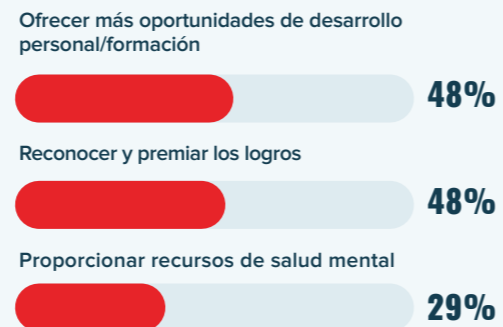 Ofrecer más oportunidades de desarrollo
personal/formación
48%
Reconocer y premiar los logros
48%
Proporcionar recursos de salud mental
29%